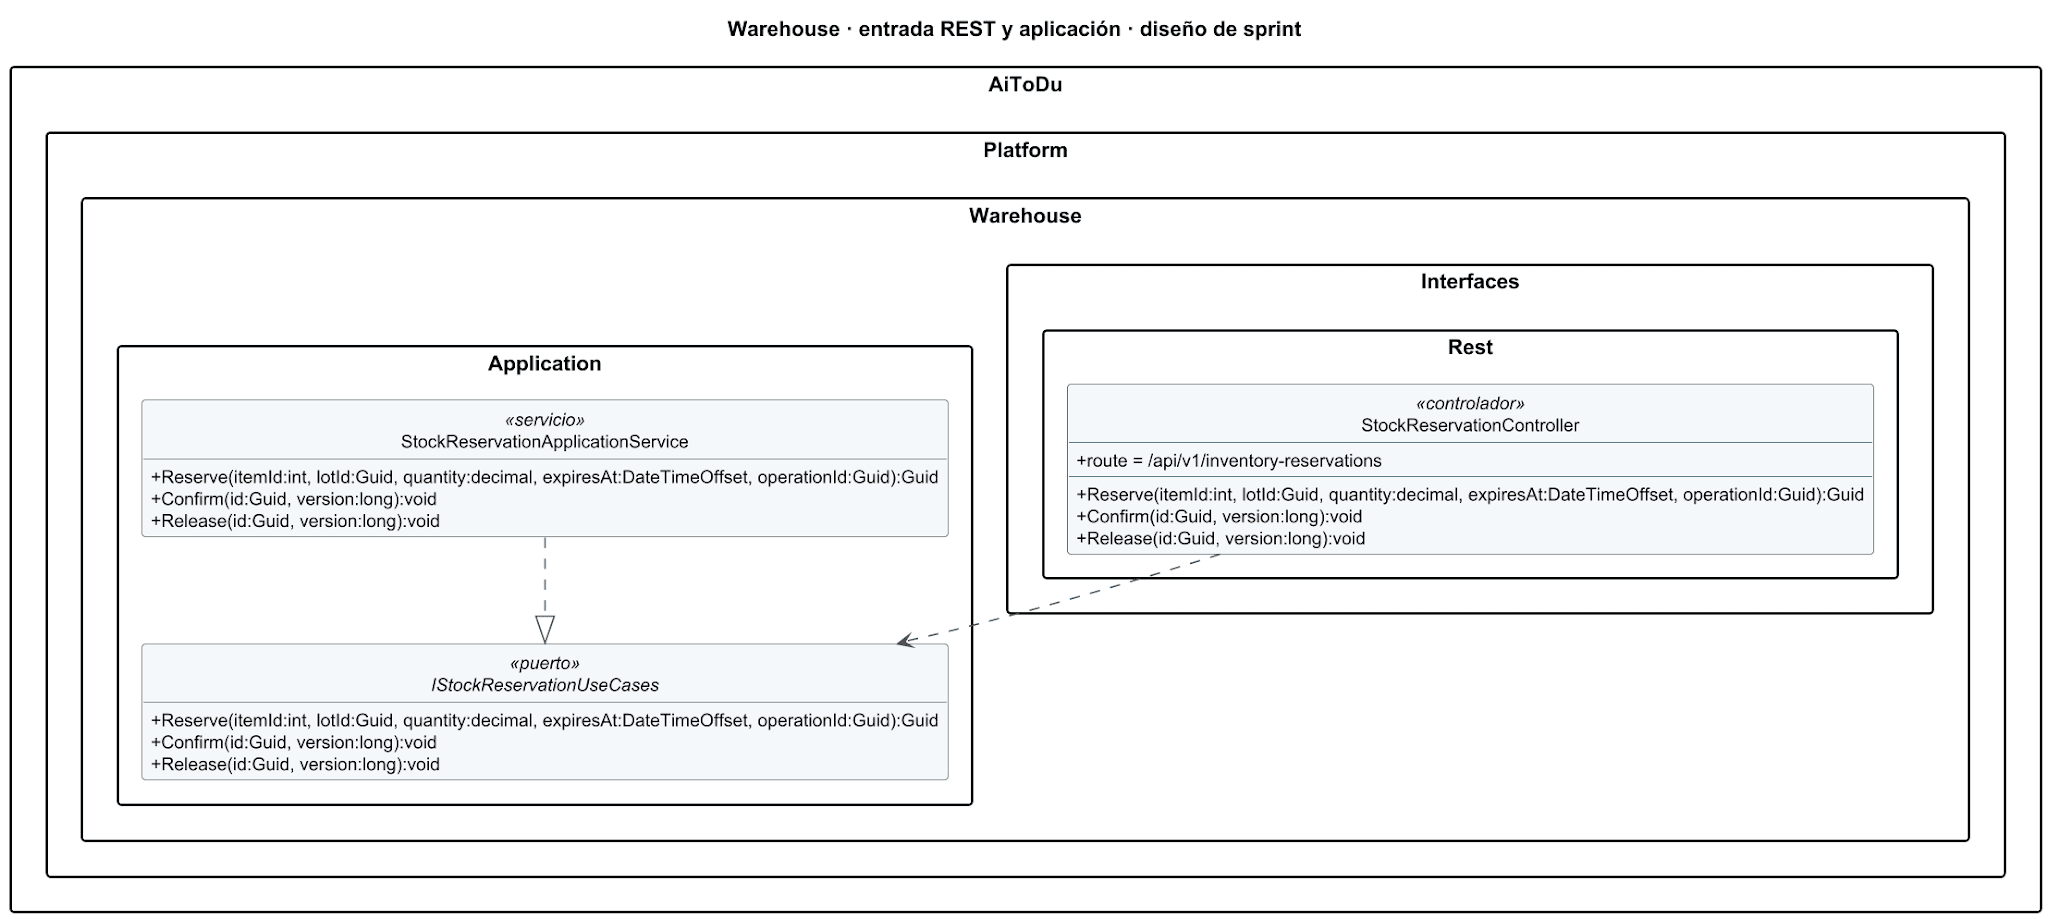 Warehouse · entrada REST y aplicación · diseño de sprint
AiToDu
Platform
Warehouse
Application
«servicio»
StockReservationApplicationService
+Reserve(itemId:int, lotId:Guid, quantity:decimal, expiresAt:DateTimeOffset, operationId:Guid):Guid
+Confirm(id:Guid, version:long):void
+Release(id:Guid, version:long):void
«puerto»
IStockReservationUseCases
+Reserve(itemId:int, lotId:Guid, quantity:decimal, expiresAt:DateTimeOffset, operationId:Guid):Guid
+Confirm(id:Guid, version:long):void
+Release(id:Guid, version:long):void
Interfaces
Rest
«controlador»
StockReservationController
+route = /api/v1/inventory-reservations
+Reserve(itemId:int, lotId:Guid, quantity:decimal, expiresAt:DateTimeOffset, operationId:Guid):Guid
+Confirm(id:Guid, version:long):void
+Release(id:Guid, version:long):void